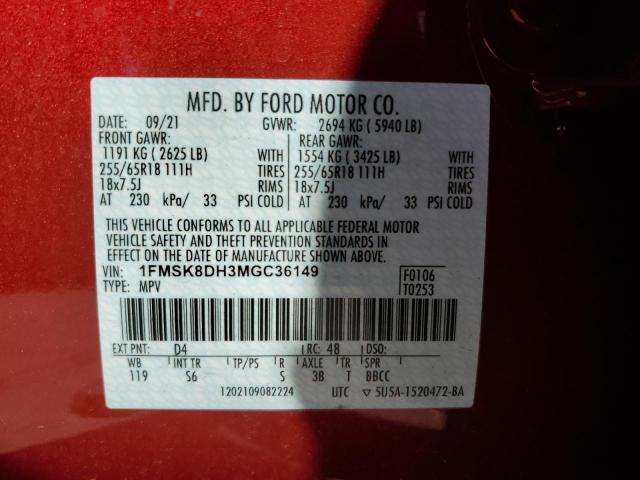 MFD. BY FORD MOTOR CO.
DATE: 09/21 GVWR: 2694 KG ( 5940 LB)
FRONT GAWR: REAR GAWR:
1191 KG ( 2625 LB) WITH 1554 KG ( 3425 LB) WITH
255/65R18 111H TIRES 255/65R18 111H TIRES
18x7.5J RIMS 18x7.5J RIMS
AT 230 kPa/ 33 PSI COLD AT 230 kPa/ 33 PSI COLD
THIS VEHICLE CONFORMS TO ALL APPLICABLE FEDERAL MOTOR
VEHICLE SAFETY AND THEFT PREVENTION STANDARDS IN
EFFECT ON THE DATE OF MANUFACTURE SHOWN ABOVE.
VIN: 1FMSK8DH3MGC36149 F0106
TYPE: MPV T0253
EXT PNT: D4 RC: 48 DSO:
WB INT TR TP/PS R AXLE TR SPR
119 S6 S 3B T BBCC
1202109082224 UTC ▽ 5U5A-1520472-BA